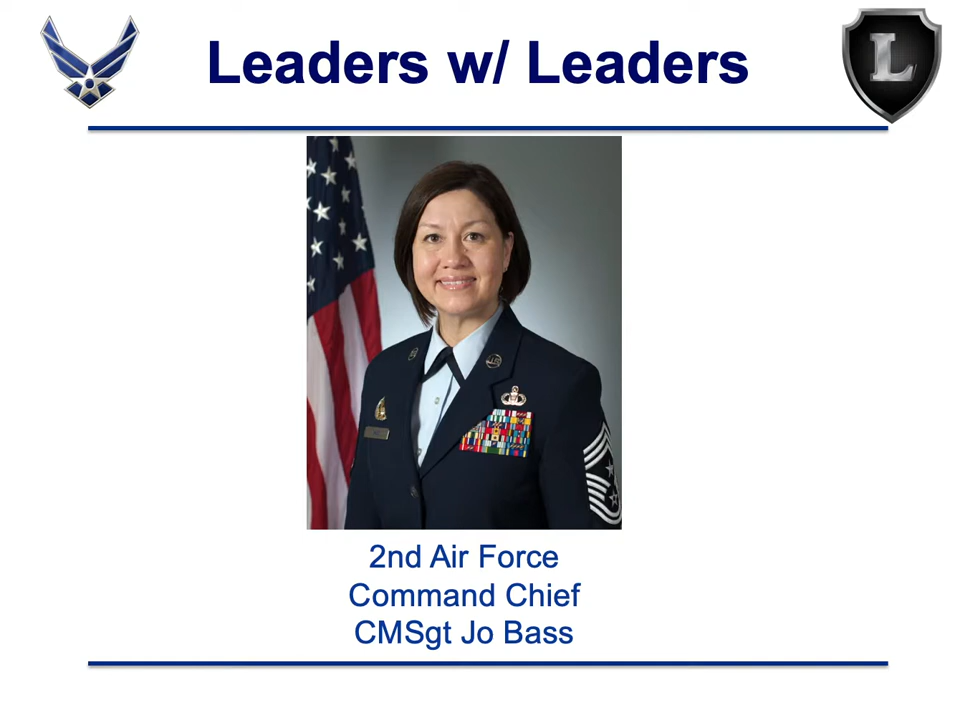 Leaders w/ Leaders
L
2nd Air Force
Command Chief
CMSgt Jo Bass